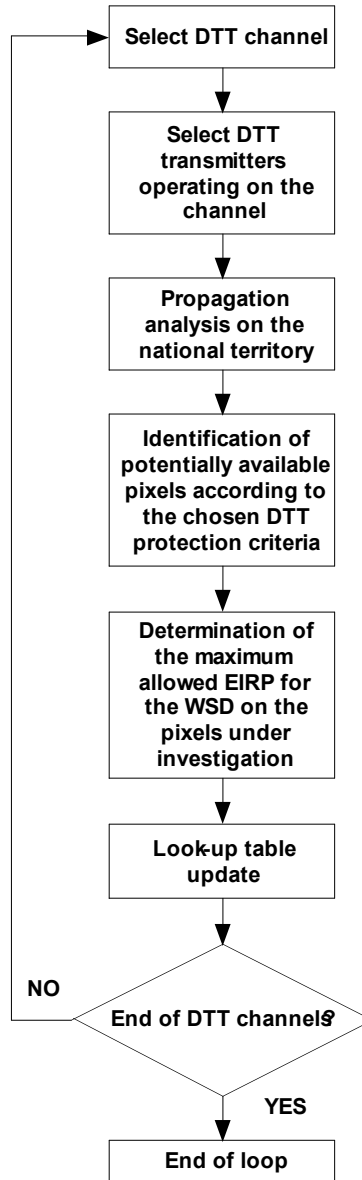 Select DTT channel
Select DTT
transmitters
operating on the
channel
Propagation
analysis on the
national territory
Identification of
potentially available
pixels according to
the chosen DTT
protection criteria
Determination of
the maximum
allowed EIRP for
the WSD on the
pixels under
investigation
Look-up table
update
NO
End of DTT channels?
YES
End of loop